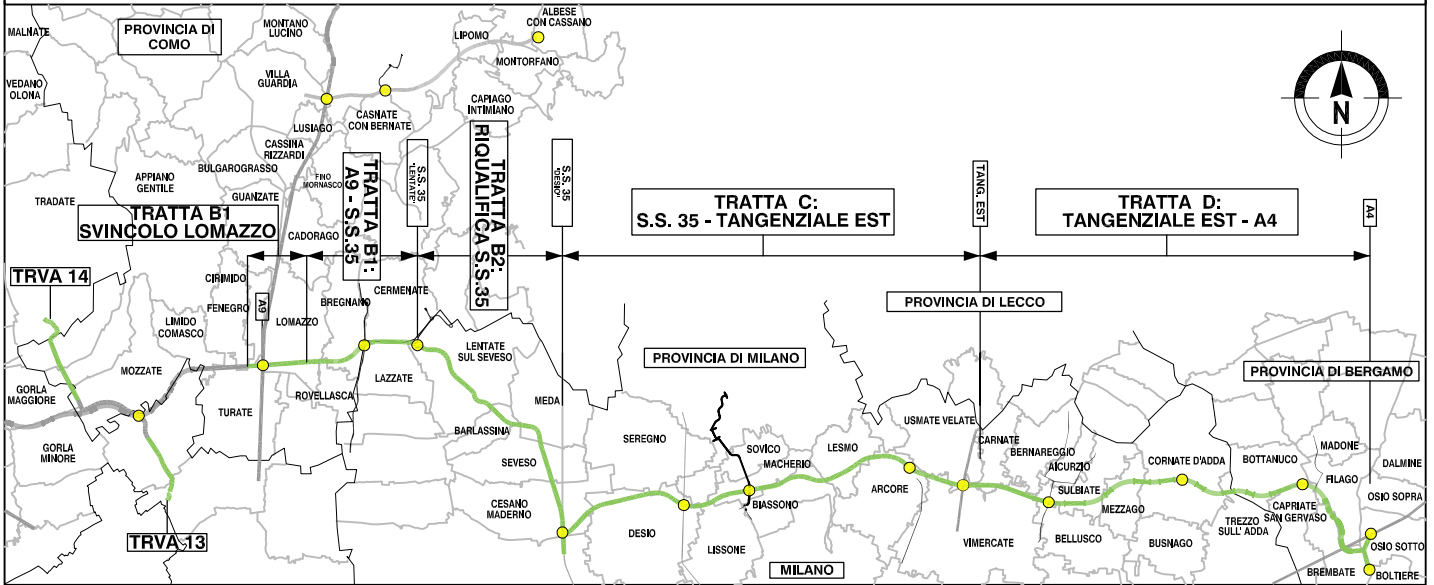 MALNATE
PROVINCIA DI
COMO
MONTANO
LUCINO
LIPOMO
ALBESE
CON CASSANO
MONTORFANO
VEDANO
OLONA
VILLA
GUARDIA
CASNATE
CON BERNATE
CAPIAGO
INTIMIANO
N
LUSIAGO
CASSINA
RIZZARDI
BULGAROGRASSO
FINO
MORNASCO
APPIANO
GENTILE
GUANZATE
TRADATE
TRATTA B1
SVINCOLO LOMAZZO
CADORAGO
TRATTA B1:
A9 - S.S.35
S.S. 35
"LENTATE"
TRATTA B2:
RIQUALIFICA S.S.35
S.S. 35
"DESIO"
TRATTA C:
S.S. 35 - TANGENZIALE EST
TANG. EST
TRATTA D:
TANGENZIALE EST - A4
A4
TRVA 14
CIRIMIDO
FENEGRO
A9
LOMAZZO
BREGNANO
CERMENATE
LIMIDO
COMASCO
PROVINCIA DI LECCO
LENTATE
SUL SEVESO
PROVINCIA DI MILANO
PROVINCIA DI BERGAMO
MOZZATE
GORLA
MAGGIORE
TURATE
ROVELLASCA
LAZZATE
MEDA
BARLASSINA
SEREGNO
SOVICO
MACHERIO
LESMO
USMATE VELATE
CARNATE
BERNAREGGIO
AICURZIO
SULBIATE
CORNATE D'ADDA
BOTTANUCO
MADONE
FILAGO
DALMINE
GORLA
MINORE
SEVESO
CESANO
MADERNO
DESIO
LISSONE
BIASSONO
ARCORE
VIMERCATE
BELLUSCO
MEZZAGO
BUSNAGO
TREZZO
SULL' ADDA
CAPRIATE
SAN GERVASO
OSIO SOPRA
OSIO SOTTO
TRVA 13
MILANO
BREMBATE
BOLTIERE